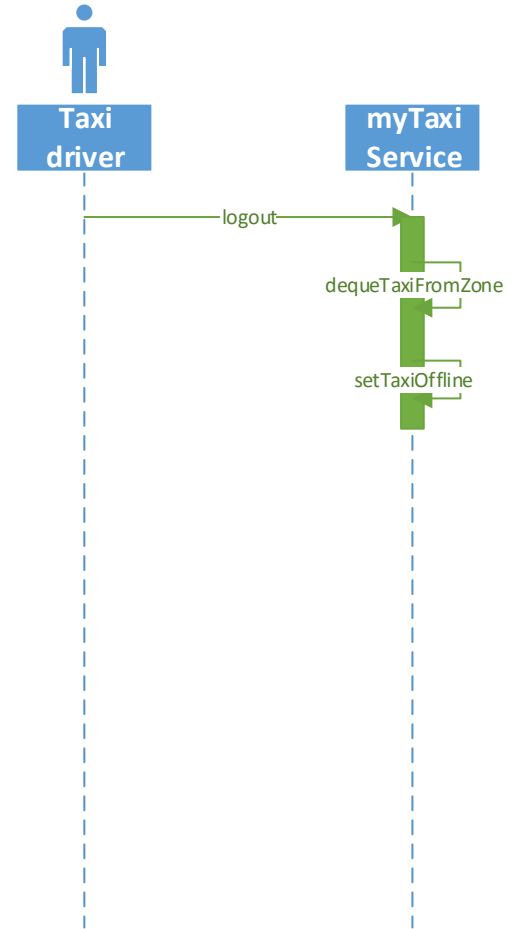 Taxi
driver
myTaxi
Service
logout
dequeTaxiFromZone
setTaxiOffline